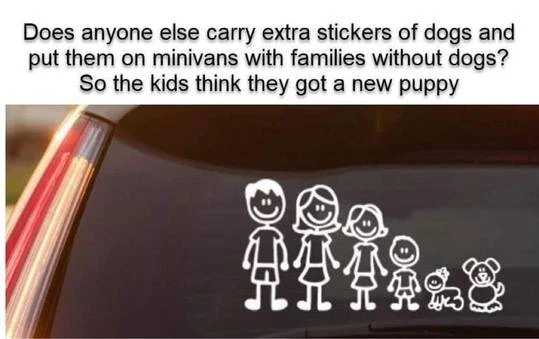 Does anyone else carry extra stickers of dogs and
put them on minivans with families without dogs?
So the kids think they got a new puppy